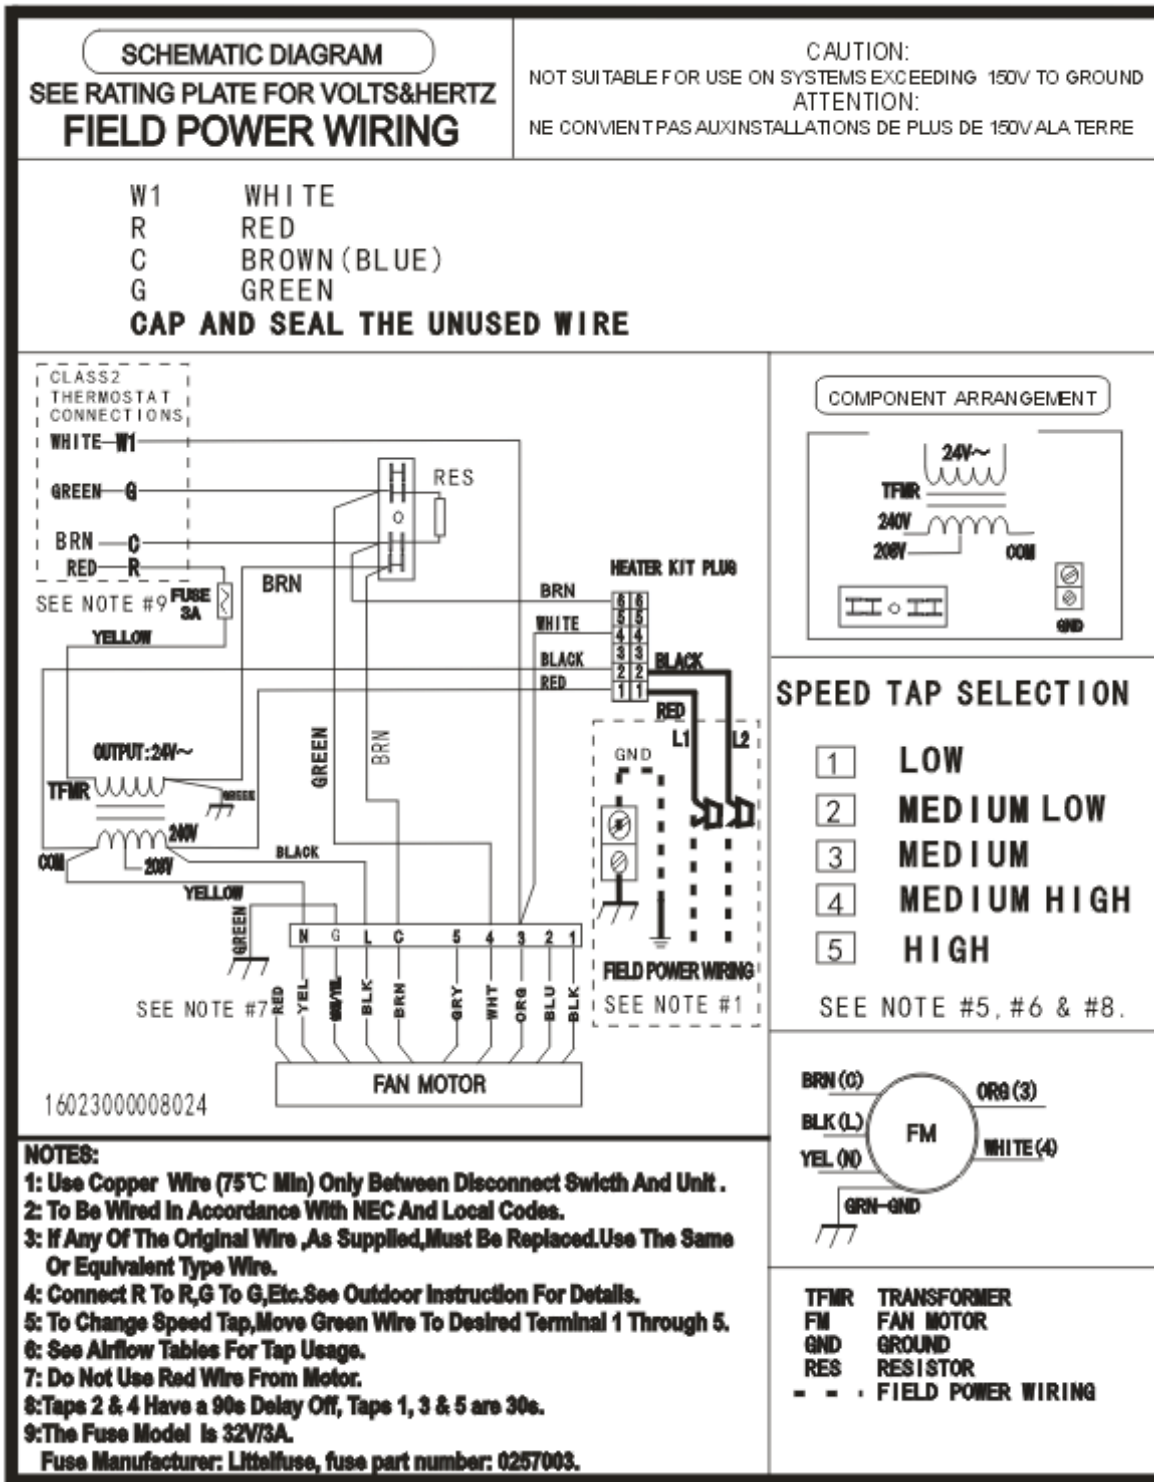 SCHEMATIC DIAGRAM
SEE RATING PLATE FOR VOLTS&HERTZ
FIELD POWER WIRING
CAUTION:
NOT SUITABLE FOR USE ON SYSTEMS EXCEEDING 150V TO GROUND
ATTENTION:
NE CONVIENT PAS AUXINSTALLATIONS DE PLUS DE 150V ALA TERRE
W1 WHITE
R RED
C BROWN(BLUE)
G GREEN
CAP AND SEAL THE UNUSED WIRE
CLASS2
THERMOSTAT
CONNECTIONS
WHITE W1
GREEN G
BRN C
RED R
SEE NOTE #9
FUSE
3A
YELLOW
BRN
RES
HEATER KIT PLUG
BRN
WHITE
BLACK
RED
6 6
5 5
4 4
3 3
2 2
1 1
BLACK
RED
L1
L2
GND
OUTPUT:24V~
TFMR
GREEN
240V
COM
208V
BLACK
YELLOW
GREEN
BRN
GREEN
N G L C 5 4 3 2 1
SEE NOTE #7
RED
YEL
GRN/YEL
BLK
BRN
GRY
WHT
ORG
BLU
BLK
FIELD POWER WIRING
SEE NOTE #1
FAN MOTOR
16023000008024
COMPONENT ARRANGEMENT
24V~
TFMR
240V
208V
COM
GND
SPEED TAP SELECTION
1 LOW
2 MEDIUM LOW
3 MEDIUM
4 MEDIUM HIGH
5 HIGH
SEE NOTE #5, #6 & #8.
BRN(C)
BLK(L)
YEL(N)
FM
ORG(3)
WHITE(4)
GRN-GND
NOTES:
1: Use Copper Wire (75℃ Min) Only Between Disconnect Swicth And Unit .
2: To Be Wired In Accordance With NEC And Local Codes.
3: If Any Of The Original Wire ,As Supplied,Must Be Replaced.Use The Same
Or Equivalent Type Wire.
4: Connect R To R,G To G,Etc.See Outdoor Instruction For Details.
5: To Change Speed Tap,Move Green Wire To Desired Terminal 1 Through 5.
6: See Airflow Tables For Tap Usage.
7: Do Not Use Red Wire From Motor.
8:Taps 2 & 4 Have a 90s Delay Off, Taps 1, 3 & 5 are 30s.
9:The Fuse Model Is 32V/3A.
Fuse Manufacturer: Littelfuse, fuse part number: 0257003.
TFMR TRANSFORMER
FM FAN MOTOR
GND GROUND
RES RESISTOR
FIELD POWER WIRING